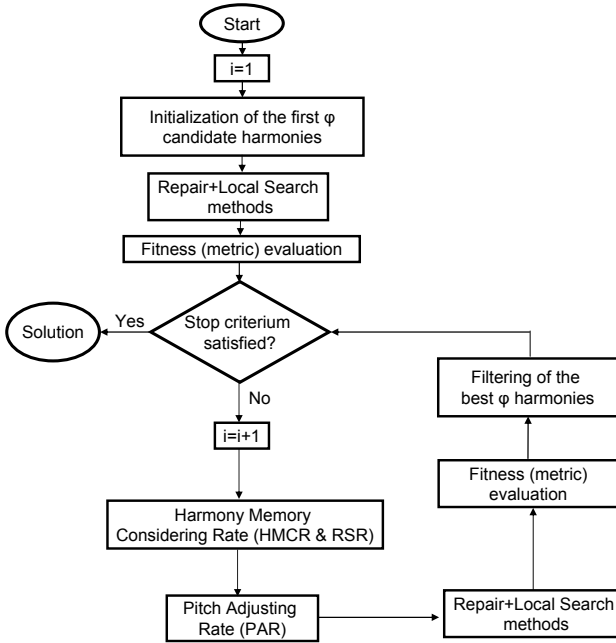 Start
i=1
Initialization of the first φ
candidate harmonies
Repair+Local Search
methods
Fitness (metric) evaluation
Stop criterium
satisfied?
Yes
Solution
No
i=i+1
Harmony Memory
Considering Rate (HMCR & RSR)
Pitch Adjusting
Rate (PAR)
Repair+Local Search
methods
Fitness (metric)
evaluation
Filtering of the
best φ harmonies